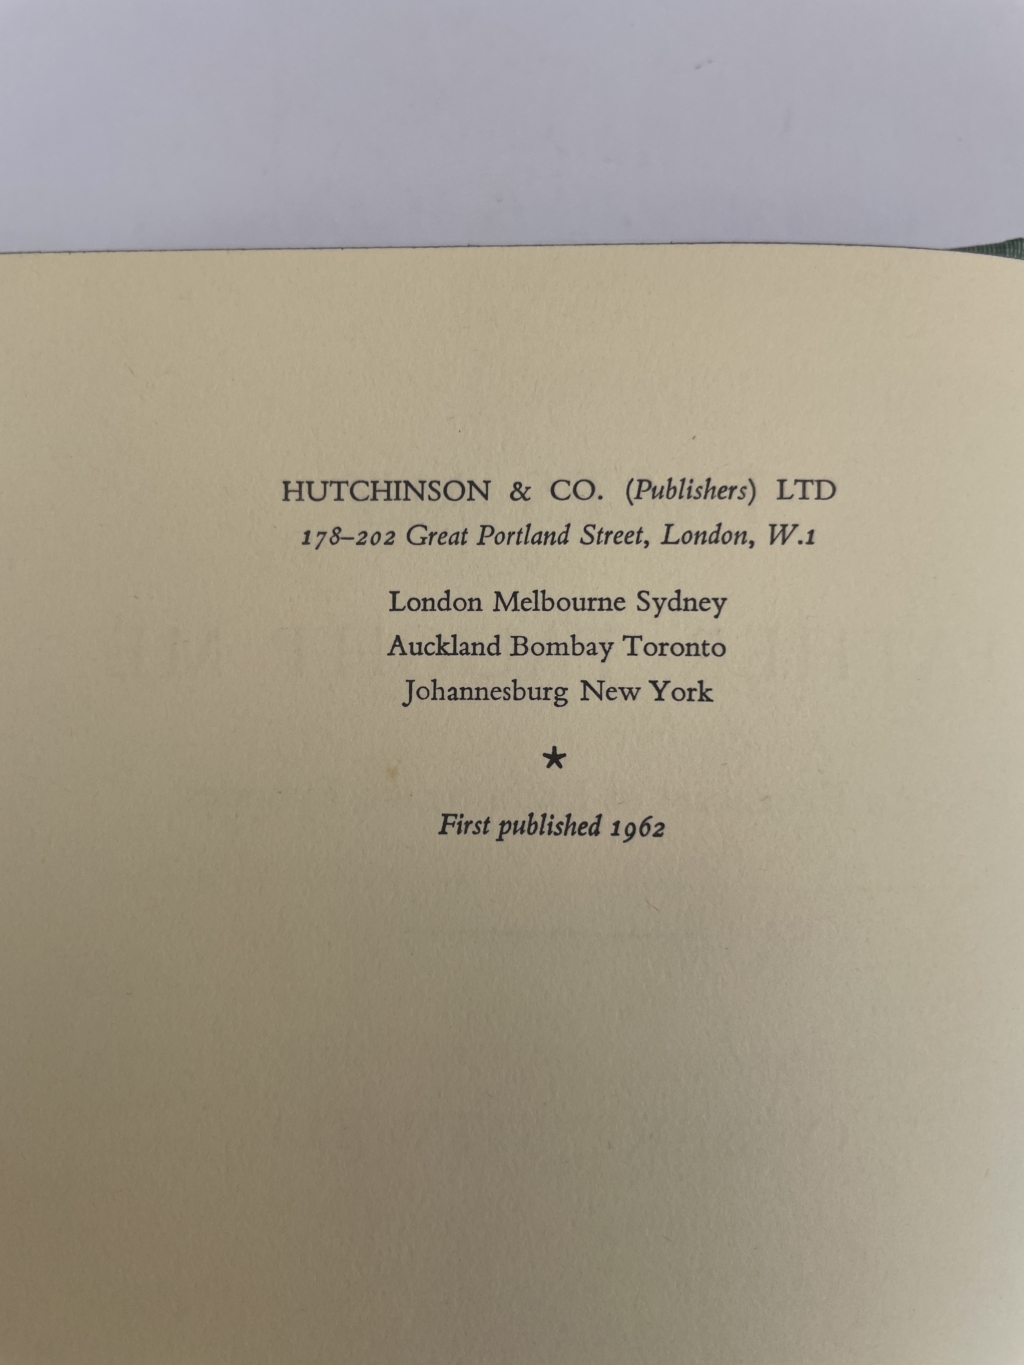 HUTCHINSON & CO. (Publishers) LTD
178–202 Great Portland Street, London, W.1
London Melbourne Sydney
Auckland Bombay Toronto
Johannesburg New York
★
First published 1962